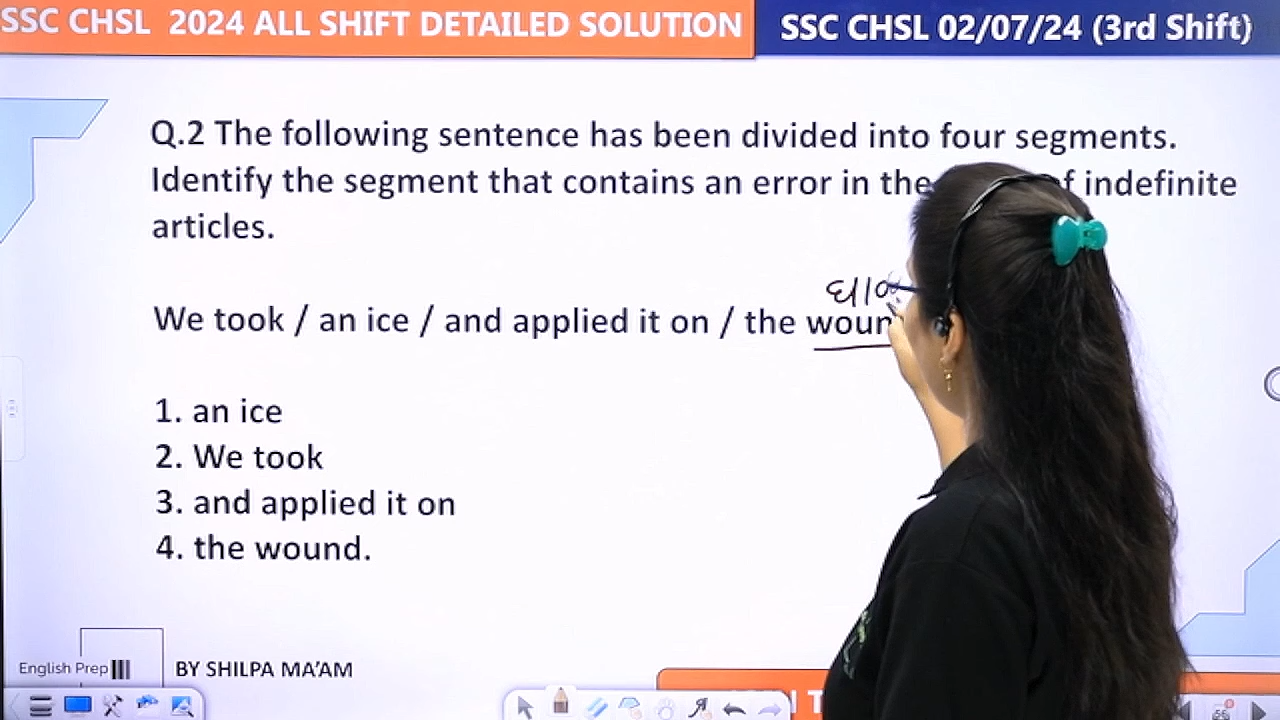 SSC CHSL 2024 ALL SHIFT DETAILED SOLUTION
SSC CHSL 02/07/24 (3rd Shift)
Q.2 The following sentence has been divided into four segments.
Identify the segment that contains an error in the of indefinite
articles.
We took / an ice / and applied it on / the
1. an ice
2. We took
3. and applied it on
4. the wound.
English Prep
BY SHILPA MA'AM